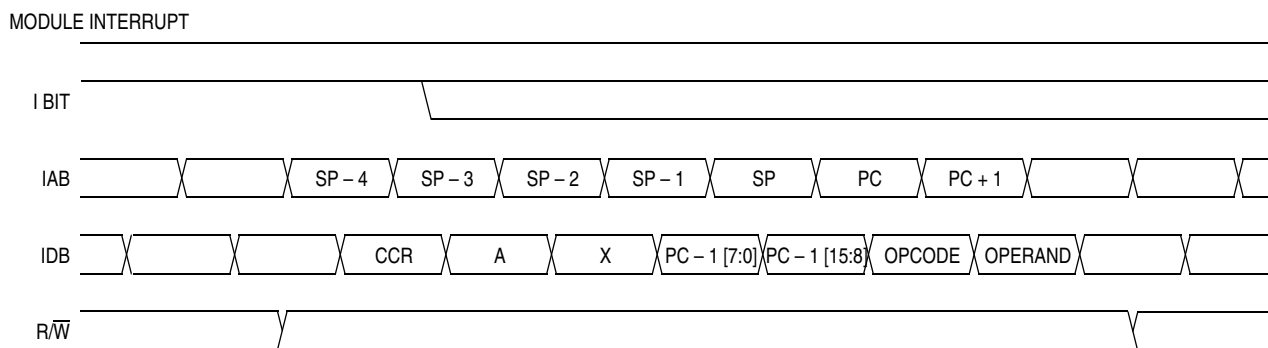 MODULE INTERRUPT
I BIT
IAB SP – 4 SP – 3 SP – 2 SP – 1 SP PC PC + 1
IDB CCR A X PC – 1 [7:0] PC – 1 [15:8] OPCODE OPERAND
R/W̅